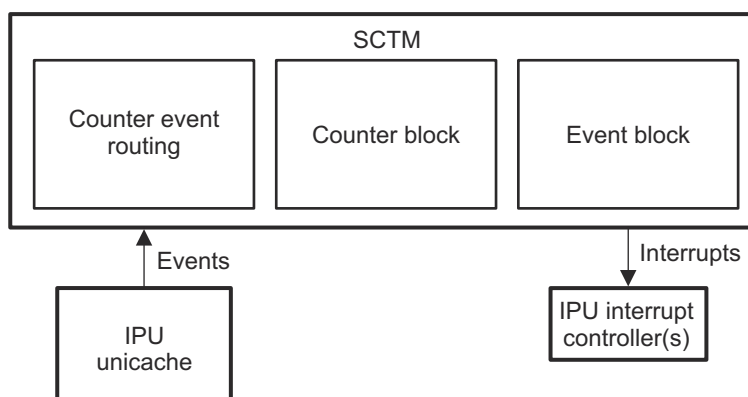 SCTM
Counter event
routing
Counter block
Event block
Events
Interrupts
IPU
unicache
IPU interrupt
controller(s)